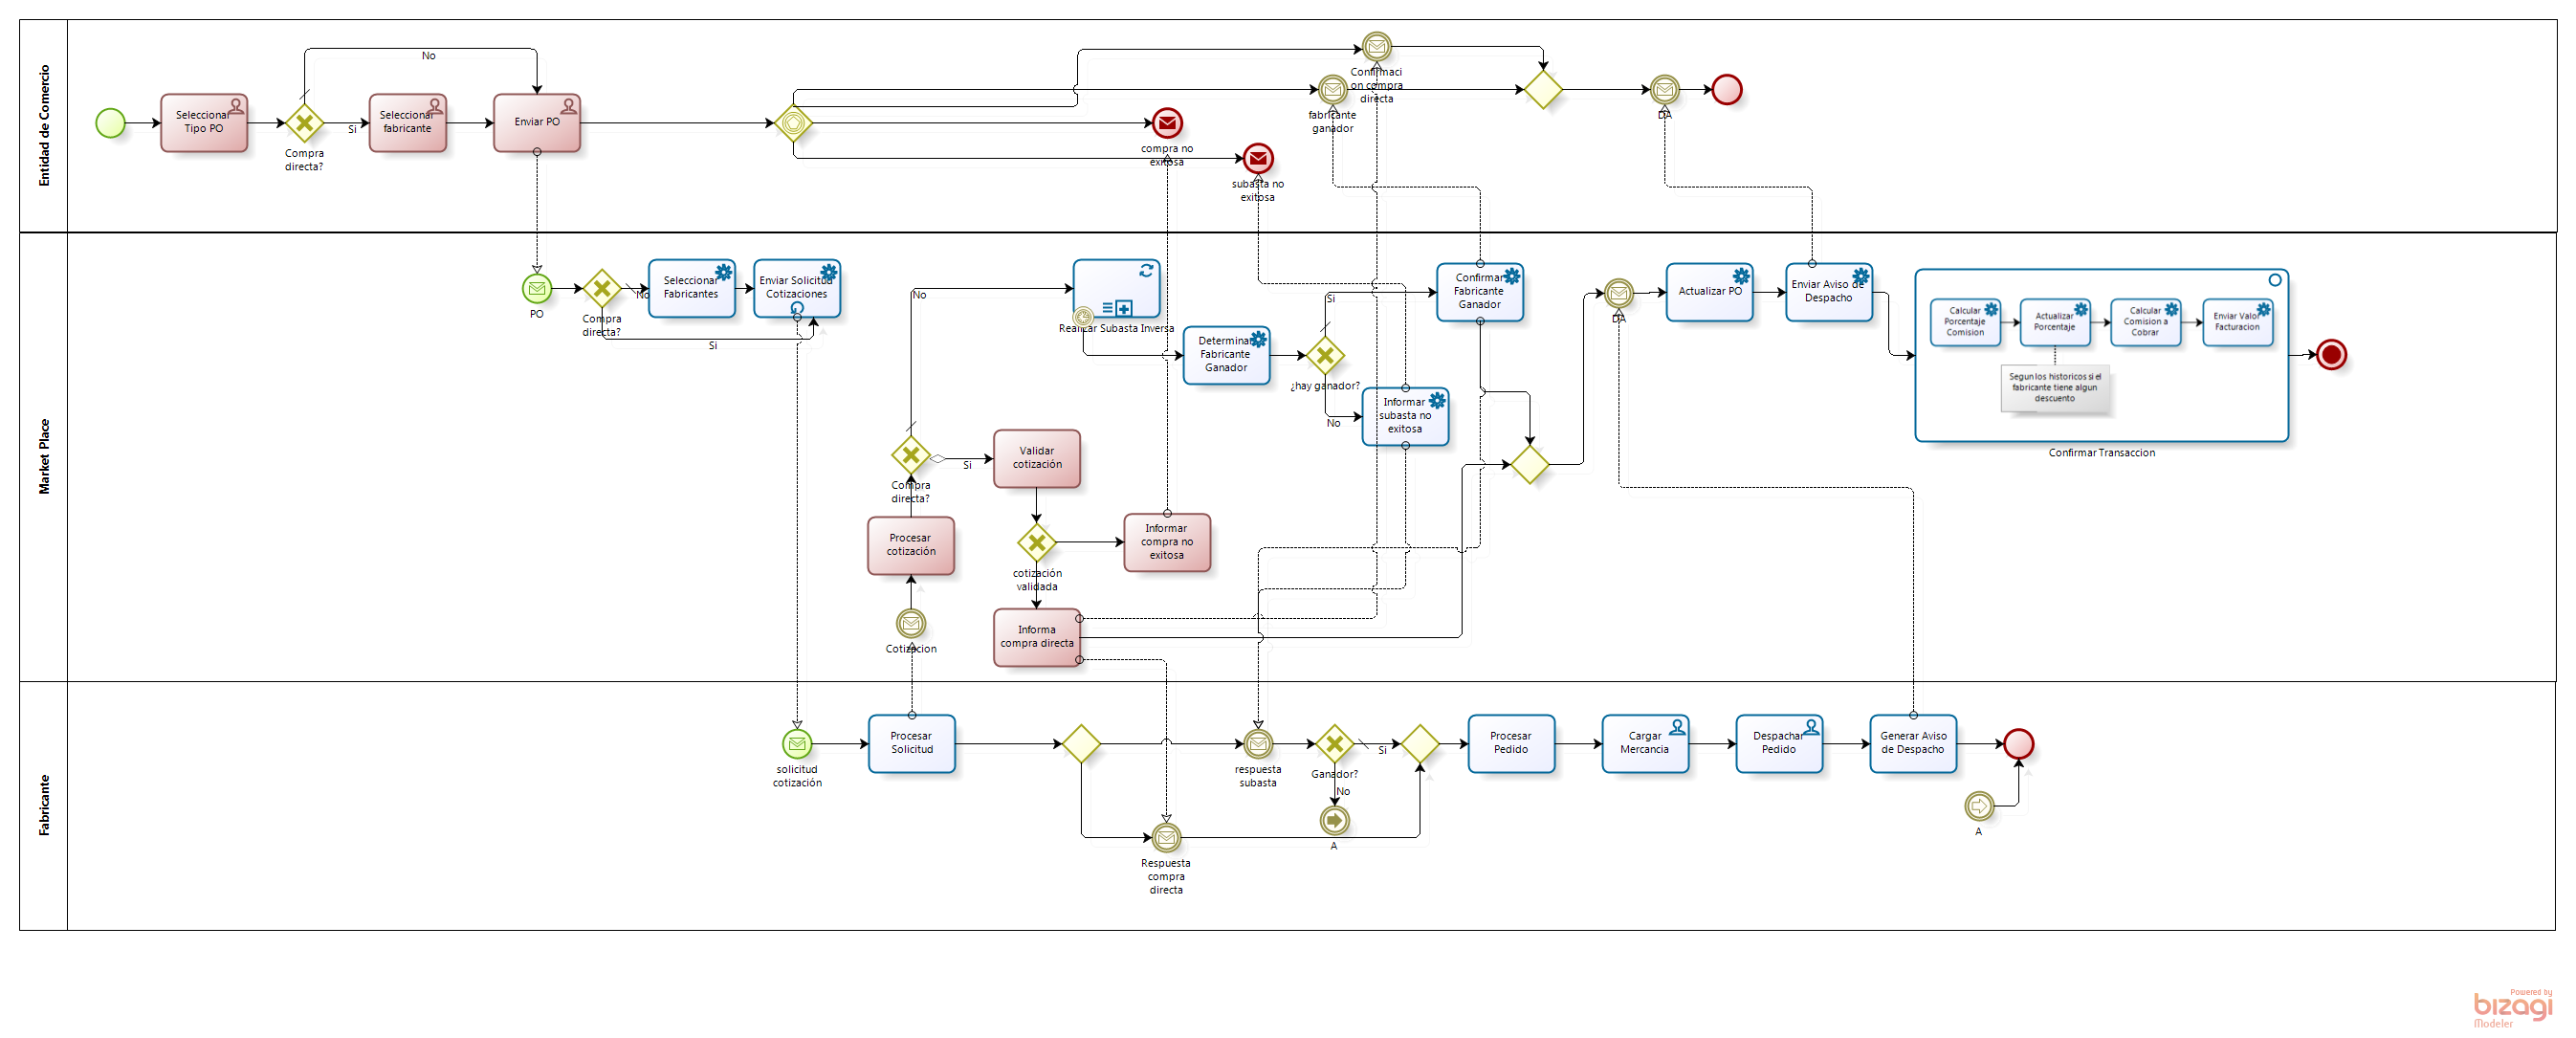 Entidad de Comercio
No
Seleccionar
Tipo PO
Compra
directa?
Si
Seleccionar
fabricante
Enviar PO
Confirmaci
on compra
directa
fabricante
ganador
compra no
exitosa
subasta no
exitosa
DA
Market Place
PO
Compra
directa?
No
Si
Seleccionar
Fabricantes
Enviar Solicitud
Cotizaciones
No
Realizar Subasta Inversa
Determinar
Fabricante
Ganador
¿hay ganador?
Si
No
Confirmar
Fabricante
Ganador
Informar
subasta no
exitosa
DA
Actualizar PO
Enviar Aviso de
Despacho
Calcular
Porcentaje
Comision
Actualizar
Porcentaje
Calcular
Comision a
Cobrar
Enviar Valor
Facturacion
Segun los historicos si el
fabricante tiene algun
descuento
Confirmar Transaccion
Compra
directa?
Si
Validar
cotización
Procesar
cotización
cotización
validada
Informar
compra no
exitosa
Cotizacion
Informa
compra directa
Fabricante
solicitud
cotización
Procesar
Solicitud
respuesta
subasta
Ganador?
Si
No
A
Respuesta
compra
directa
Procesar
Pedido
Cargar
Mercancia
Despachar
Pedido
Generar Aviso
de Despacho
A
Powered by
bizagi
Modeler